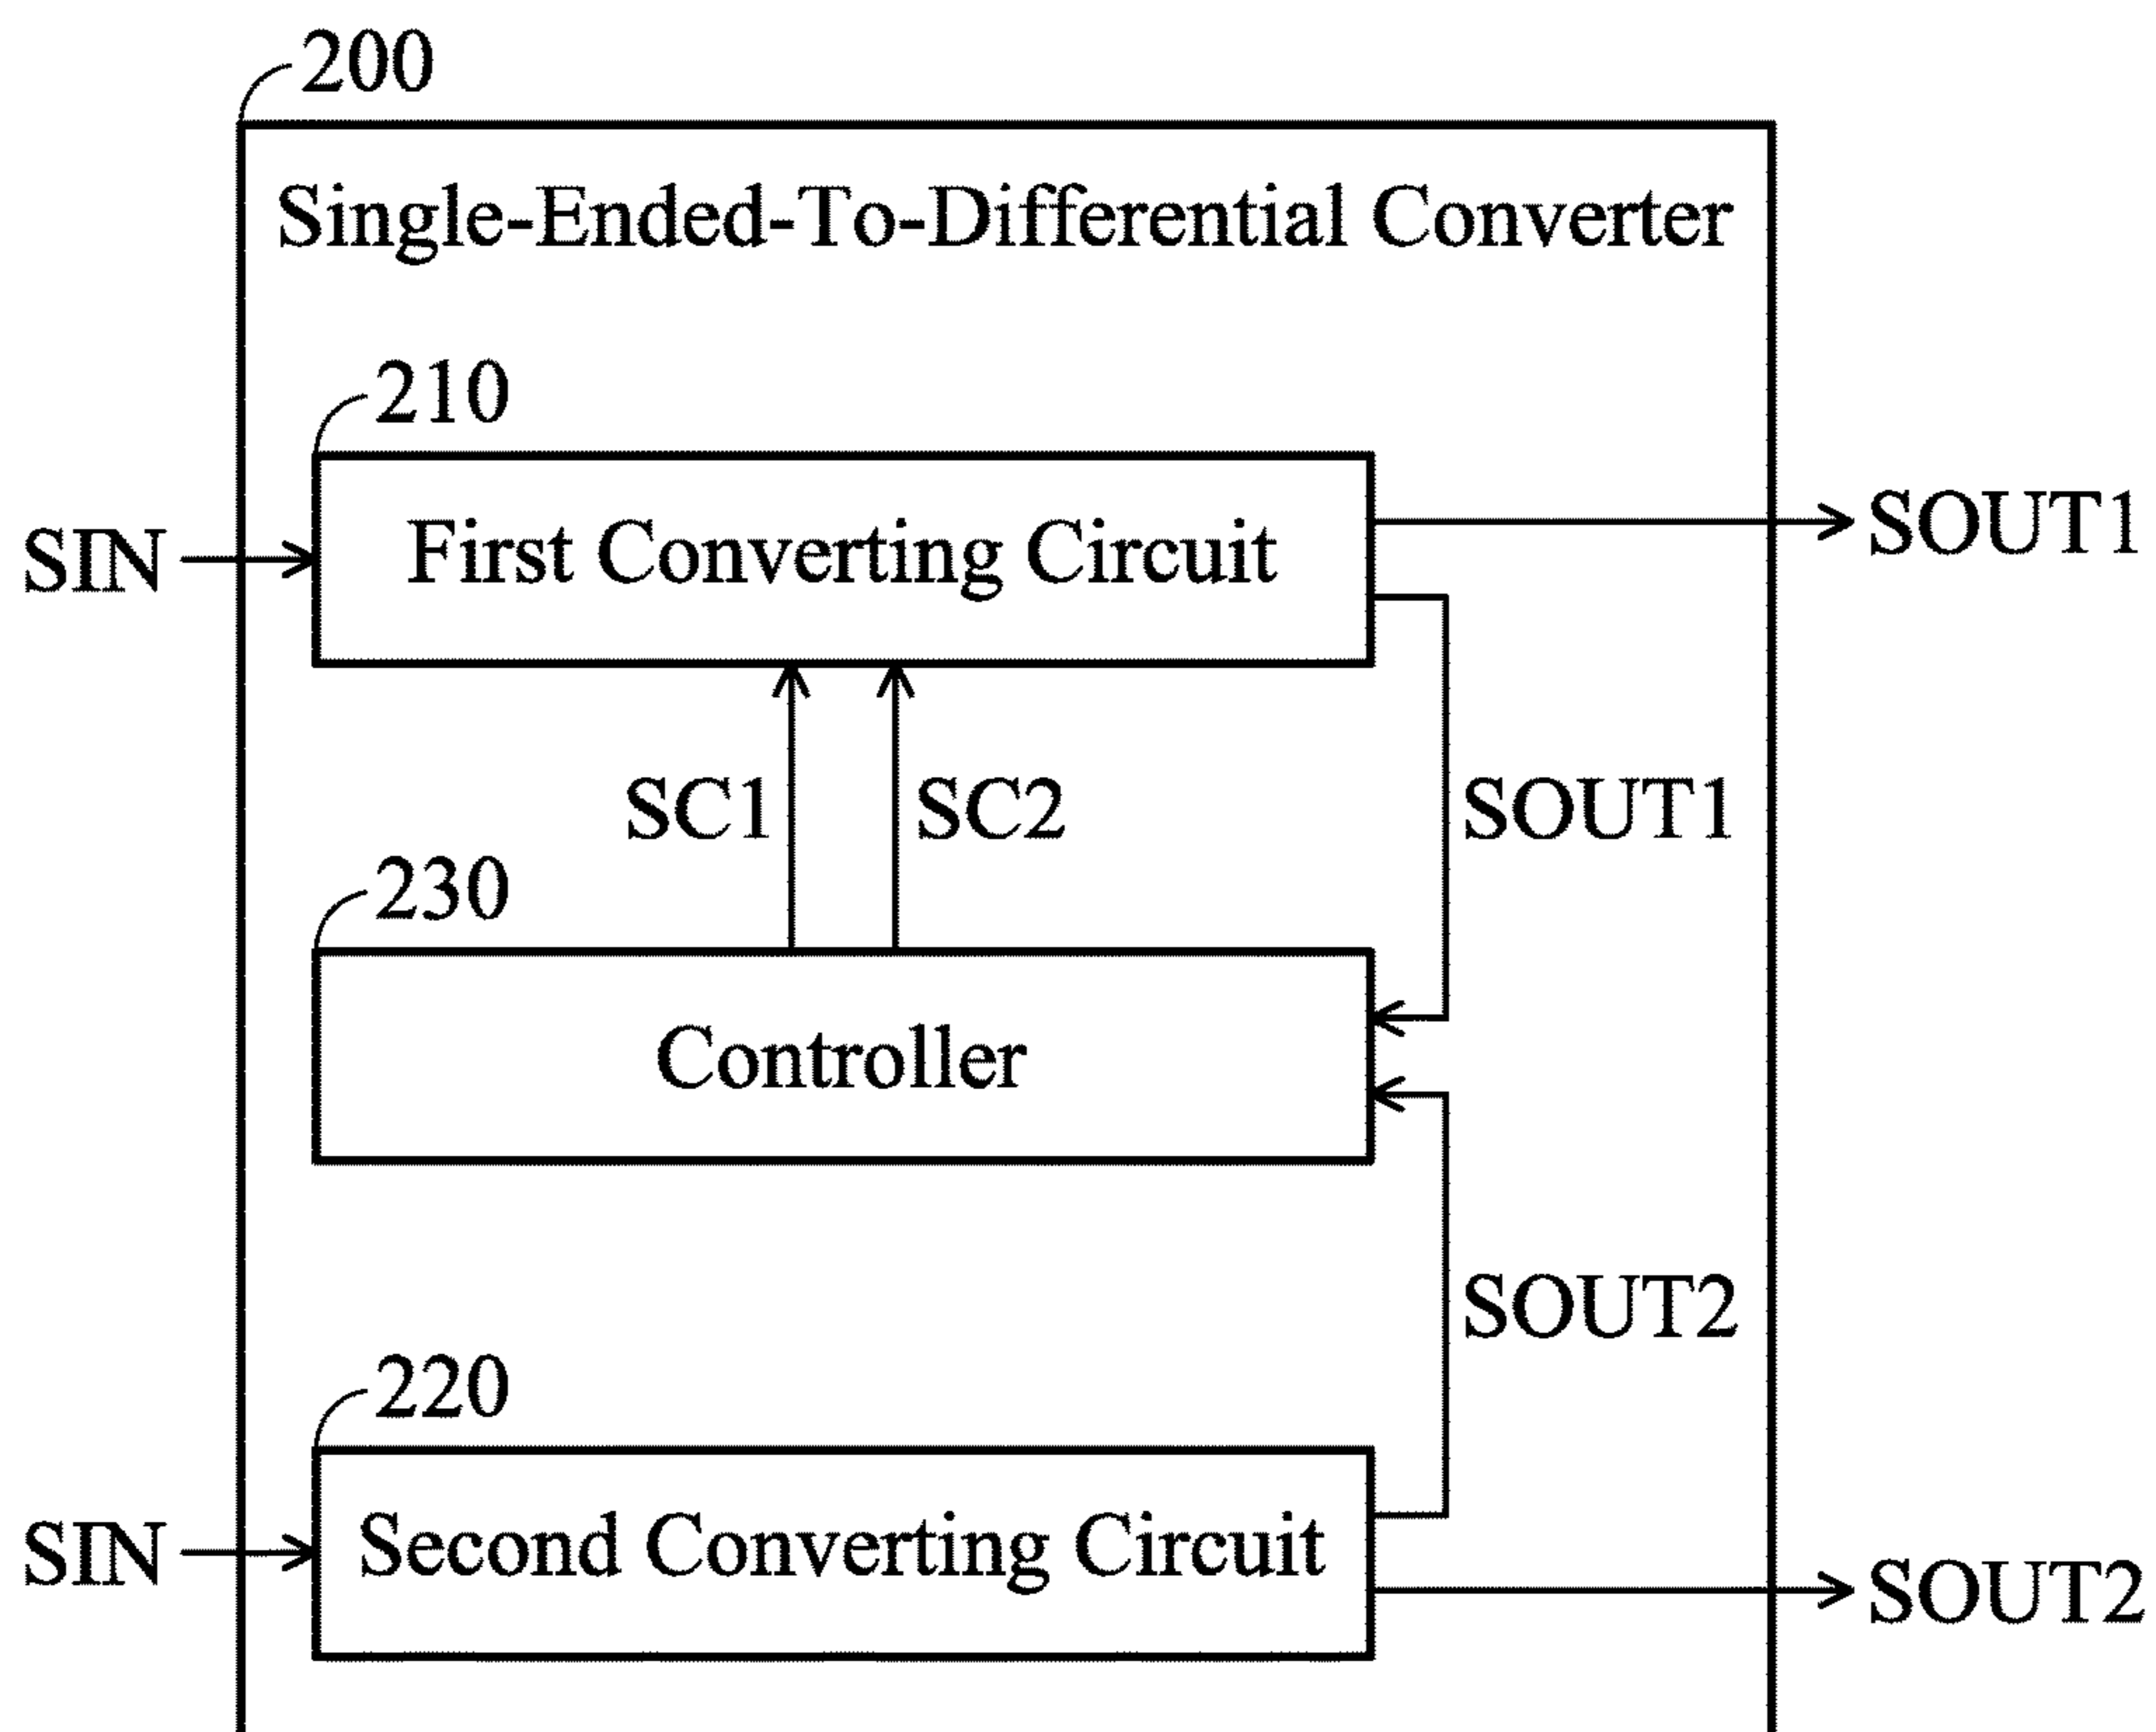 200
Single-Ended-To-Differential Converter
210
SIN
First Converting Circuit
SOUT1
SC1
SC2
SOUT1
230
Controller
SOUT2
220
SIN
Second Converting Circuit
SOUT2